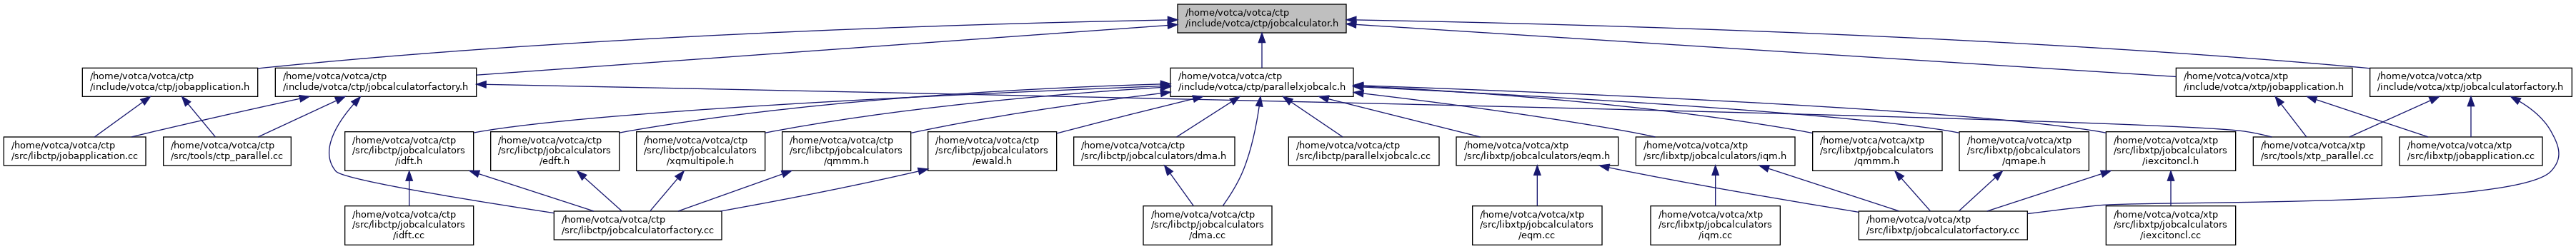 /home/votca/votca/ctp
/include/votca/ctp/jobcalculator.h
/home/votca/votca/ctp
/include/votca/ctp/jobapplication.h
/home/votca/votca/ctp
/include/votca/ctp/jobcalculatorfactory.h
/home/votca/votca/ctp
/include/votca/ctp/parallelxjobcalc.h
/home/votca/votca/xtp
/include/votca/xtp/jobapplication.h
/home/votca/votca/xtp
/include/votca/xtp/jobcalculatorfactory.h
/home/votca/votca/ctp
/src/libctp/jobapplication.cc
/home/votca/votca/ctp
/src/tools/ctp_parallel.cc
/home/votca/votca/ctp
/src/libctp/jobcalculators
/idft.h
/home/votca/votca/ctp
/src/libctp/jobcalculators
/edft.h
/home/votca/votca/ctp
/src/libctp/jobcalculators
/xqmultipole.h
/home/votca/votca/ctp
/src/libctp/jobcalculators
/qmmm.h
/home/votca/votca/ctp
/src/libctp/jobcalculators
/ewald.h
/home/votca/votca/ctp
/src/libctp/jobcalculators/dma.h
/home/votca/votca/ctp
/src/libctp/parallelxjobcalc.cc
/home/votca/votca/xtp
/src/libxtp/jobcalculators/eqm.h
/home/votca/votca/xtp
/src/libxtp/jobcalculators/iqm.h
/home/votca/votca/xtp
/src/libxtp/jobcalculators
/qmmm.h
/home/votca/votca/xtp
/src/libxtp/jobcalculators
/qmape.h
/home/votca/votca/xtp
/src/libxtp/jobcalculators
/iexcitoncl.h
/home/votca/votca/xtp
/src/tools/xtp_parallel.cc
/home/votca/votca/xtp
/src/libxtp/jobapplication.cc
/home/votca/votca/ctp
/src/libctp/jobcalculators
/idft.cc
/home/votca/votca/ctp
/src/libctp/jobcalculatorfactory.cc
/home/votca/votca/ctp
/src/libctp/jobcalculators
/dma.cc
/home/votca/votca/xtp
/src/libxtp/jobcalculators
/eqm.cc
/home/votca/votca/xtp
/src/libxtp/jobcalculators
/iqm.cc
/home/votca/votca/xtp
/src/libxtp/jobcalculatorfactory.cc
/home/votca/votca/xtp
/src/libxtp/jobcalculators
/iexcitoncl.cc